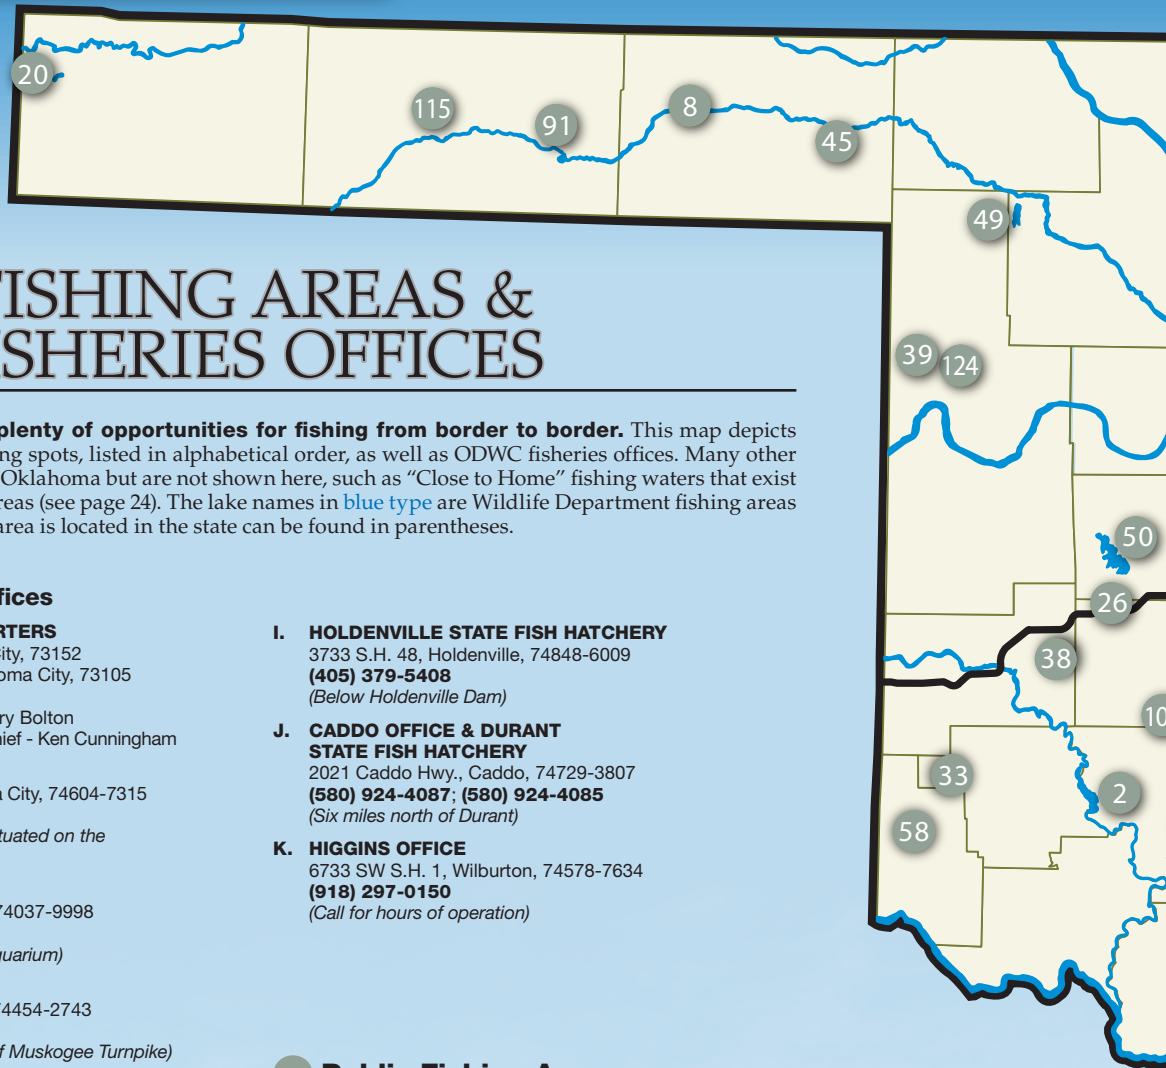 20
115
91
8
45
49
39
124
50
26
38
10
33
2
58
FISHING AREAS &
FISHERIES OFFICES
plenty of opportunities for fishing from border to border. This map depicts
ng spots, listed in alphabetical order, as well as ODWC fisheries offices. Many other
Oklahoma but are not shown here, such as “Close to Home” fishing waters that exist
reas (see page 24). The lake names in blue type are Wildlife Department fishing areas
area is located in the state can be found in parentheses.
fices
RTERS
City, 73152
oma City, 73105
ry Bolton
hief - Ken Cunningham
a City, 74604-7315
tuated on the
74037-9998
quarium)
74454-2743
f Muskogee Turnpike)
I. HOLDENVILLE STATE FISH HATCHERY
3733 S.H. 48, Holdenville, 74848-6009
(405) 379-5408
(Below Holdenville Dam)
J. CADDO OFFICE & DURANT
STATE FISH HATCHERY
2021 Caddo Hwy., Caddo, 74729-3807
(580) 924-4087; (580) 924-4085
(Six miles north of Durant)
K. HIGGINS OFFICE
6733 SW S.H. 1, Wilburton, 74578-7634
(918) 297-0150
(Call for hours of operation)
Public Fishing A